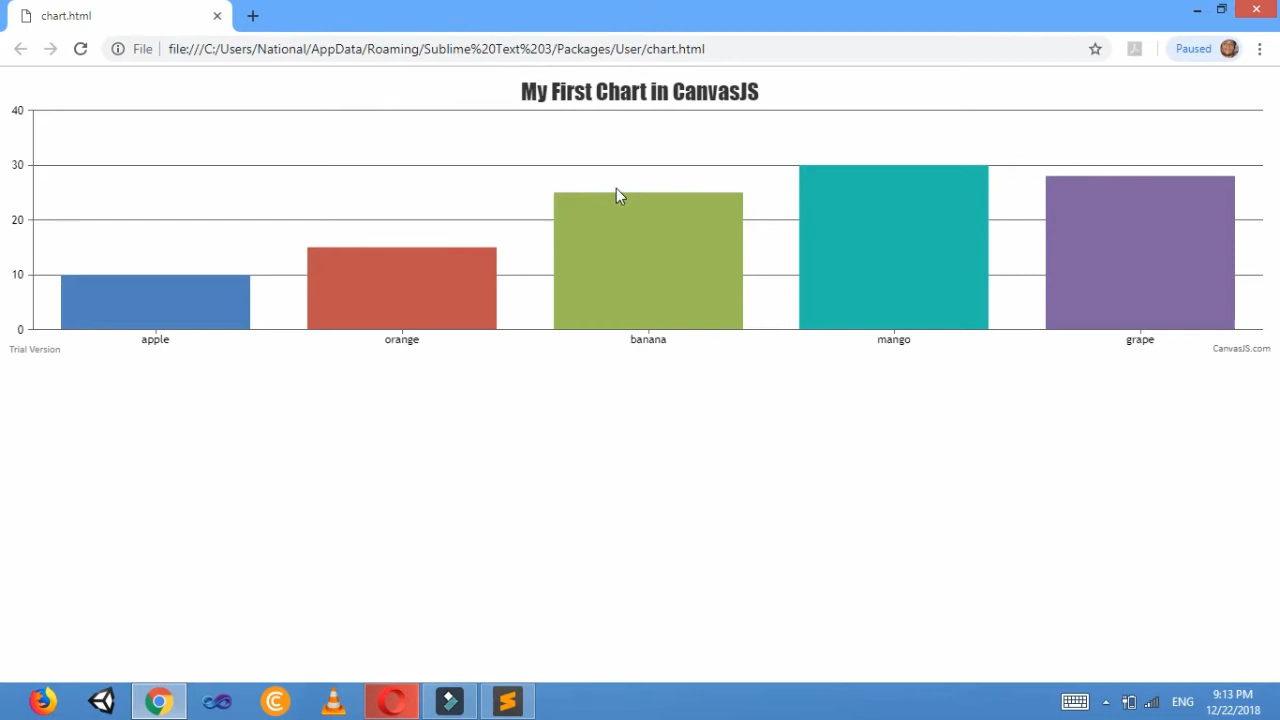 chart.html
File
file:///C:/Users/National/AppData/Roaming/Sublime%20Text%203/Packages/User/chart.html
Paused
My First Chart in CanvasJS
40
30
20
10
0
apple orange banana mango grape
Trial Version
CanvasJS.com
ENG
9:13 PM
12/22/2018